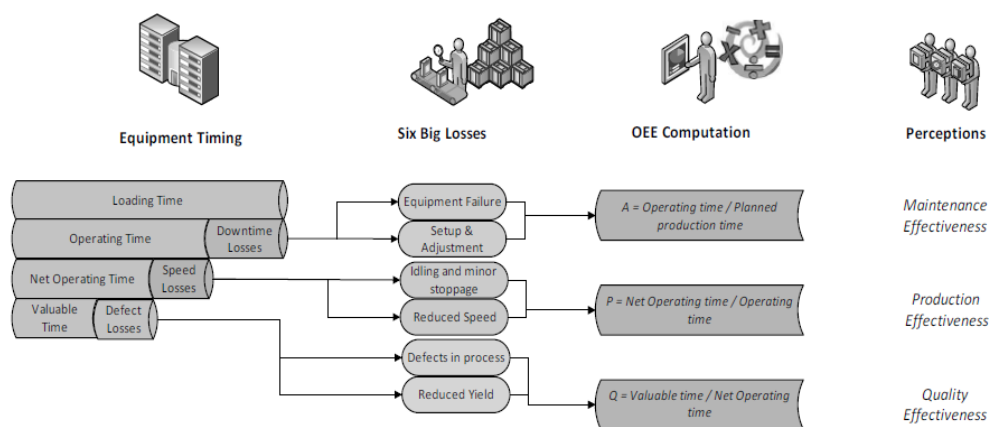 Equipment Timing
Six Big Losses
OEE Computation
Perceptions
Loading Time
Operating Time
Downtime
Losses
Net Operating Time
Speed
Losses
Valuable
Time
Defect
Losses
Equipment Failure
Setup &
Adjustment
Idling and minor
stoppage
Reduced Speed
Defects in process
Reduced Yield
A = Operating time / Planned
production time
P = Net Operating time / Operating
time
Q = Valuable time / Net Operating
time
Maintenance
Effectiveness
Production
Effectiveness
Quality
Effectiveness